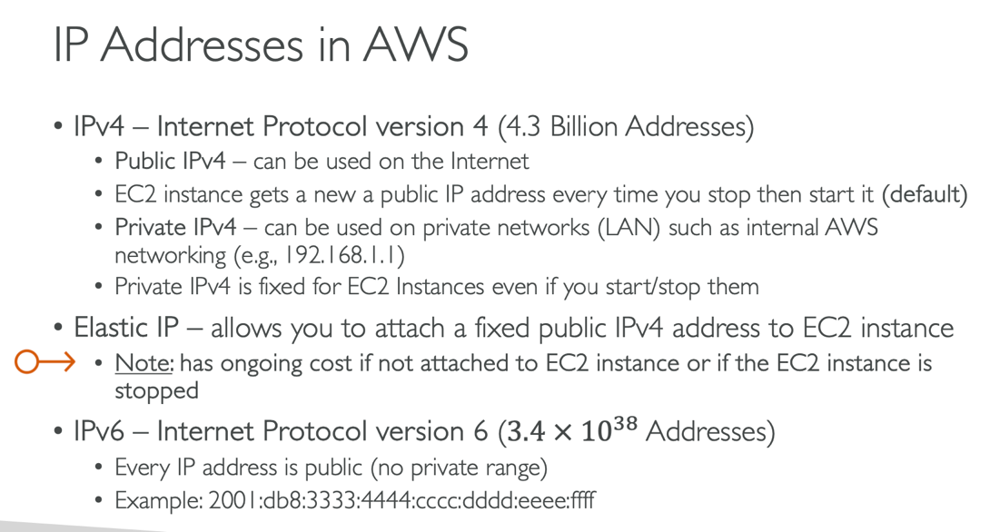 IP Addresses in AWS
• IPv4 – Internet Protocol version 4 (4.3 Billion Addresses)
• Public IPv4 – can be used on the Internet
• EC2 instance gets a new a public IP address every time you stop then start it (default)
• Private IPv4 – can be used on private networks (LAN) such as internal AWS
networking (e.g., 192.168.1.1)
• Private IPv4 is fixed for EC2 Instances even if you start/stop them
• Elastic IP – allows you to attach a fixed public IPv4 address to EC2 instance
• Note: has ongoing cost if not attached to EC2 instance or if the EC2 instance is
stopped
• IPv6 – Internet Protocol version 6 (3.4 × 10³⁸ Addresses)
• Every IP address is public (no private range)
• Example: 2001:db8:3333:4444:cccc:dddd:eeee:ffff